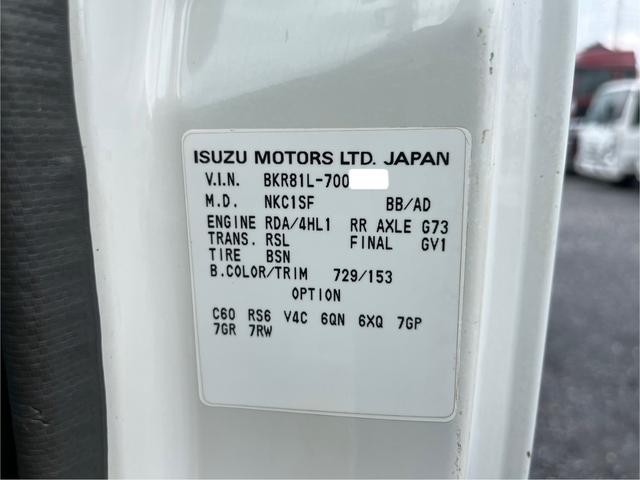 ISUZU MOTORS LTD. JAPAN
V.I.N. BKR81L-700
M.D. NKC1SF BB/AD
ENGINE RDA/4HL1 RR AXLE G73
TRANS. RSL FINAL GV1
TIRE BSN
B.COLOR/TRIM 729/153
OPTION
C60 RS6 V4C 6QN 6XQ 7GP
7GR 7RW